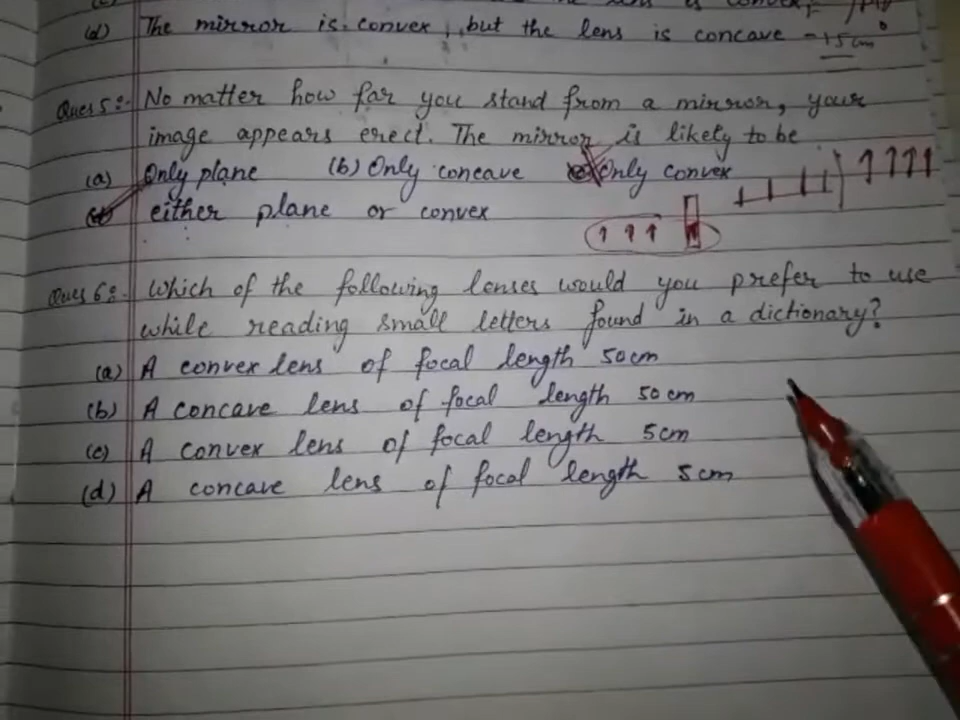 is convex,
(d) The mirror is convex, but the lens is concave -15cm
Ques 5:- No matter how far you stand from a mirror, your
image appears erect. The mirror is likely to be
(a) Only plane (b) Only concave Only convex
either plane or convex
Ques 6:- Which of the following lenses would you prefer to use
while reading small letters found in a dictionary?
(a) A convex lens of focal length 50cm
(b) A concave lens of focal length 50 cm
(c) A convex lens of focal length 5cm
(d) A concave lens of focal length 5cm